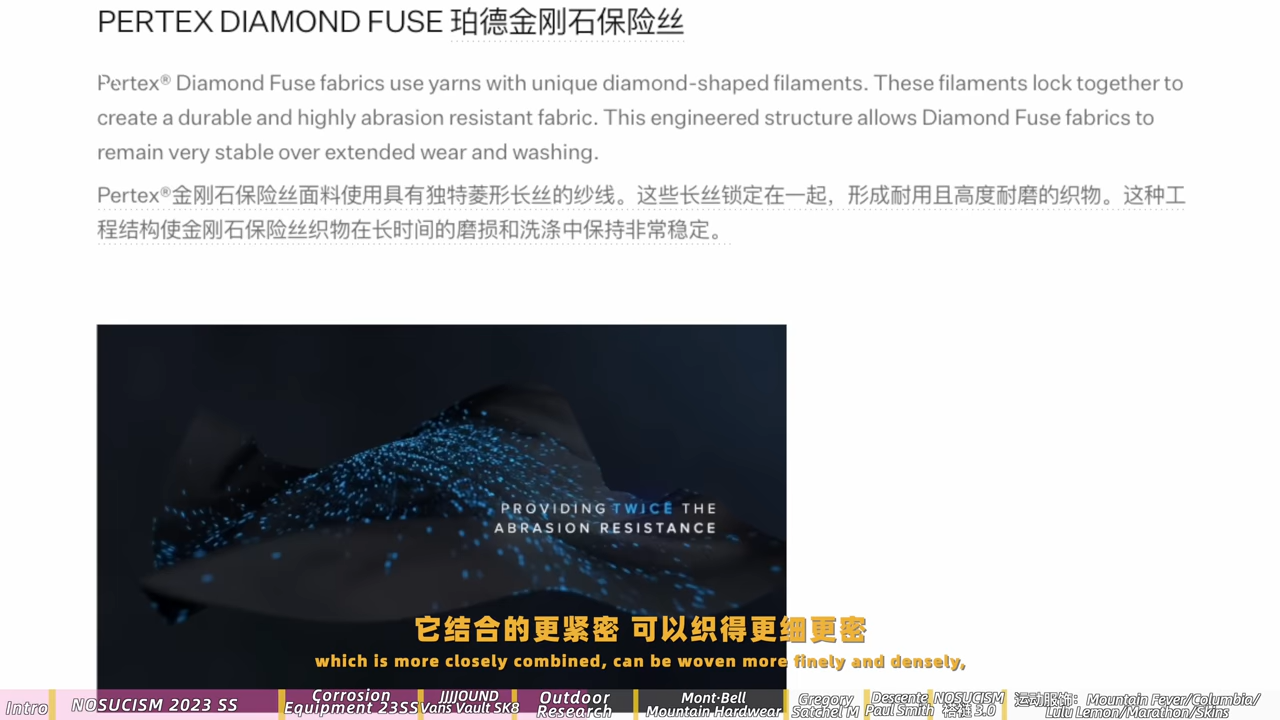 PERTEX DIAMOND FUSE 珀德金刚石保险丝
Pertex® Diamond Fuse fabrics use yarns with unique diamond-shaped filaments. These filaments lock together to
create a durable and highly abrasion resistant fabric. This engineered structure allows Diamond Fuse fabrics to
remain very stable over extended wear and washing.
Pertex®金刚石保险丝面料使用具有独特菱形长丝的纱线。这些长丝锁定在一起，形成耐用且高度耐磨的织物。这种工
程结构使金刚石保险丝织物在长时间的磨损和洗涤中保持非常稳定。
PROVIDING TWICE THE
ABRASION RESISTANCE
它结合的更紧密 可以织得更细更密
which is more closely combined, can be woven more finely and densely,
Intro
NOSUCISM 2023 SS
Corrosion
Equipment 23SS
JJJJOUND
Vans Vault SK8
Outdoor
Research
Mont-Bell
Mountain Hardwear
Gregory
Satchel M
Descente
Paul Smith
NOSUCISM
袴裤 3.0
运动服饰：Mountain Fever/Columbia/
Lulu Lemon/Marathon/Skins